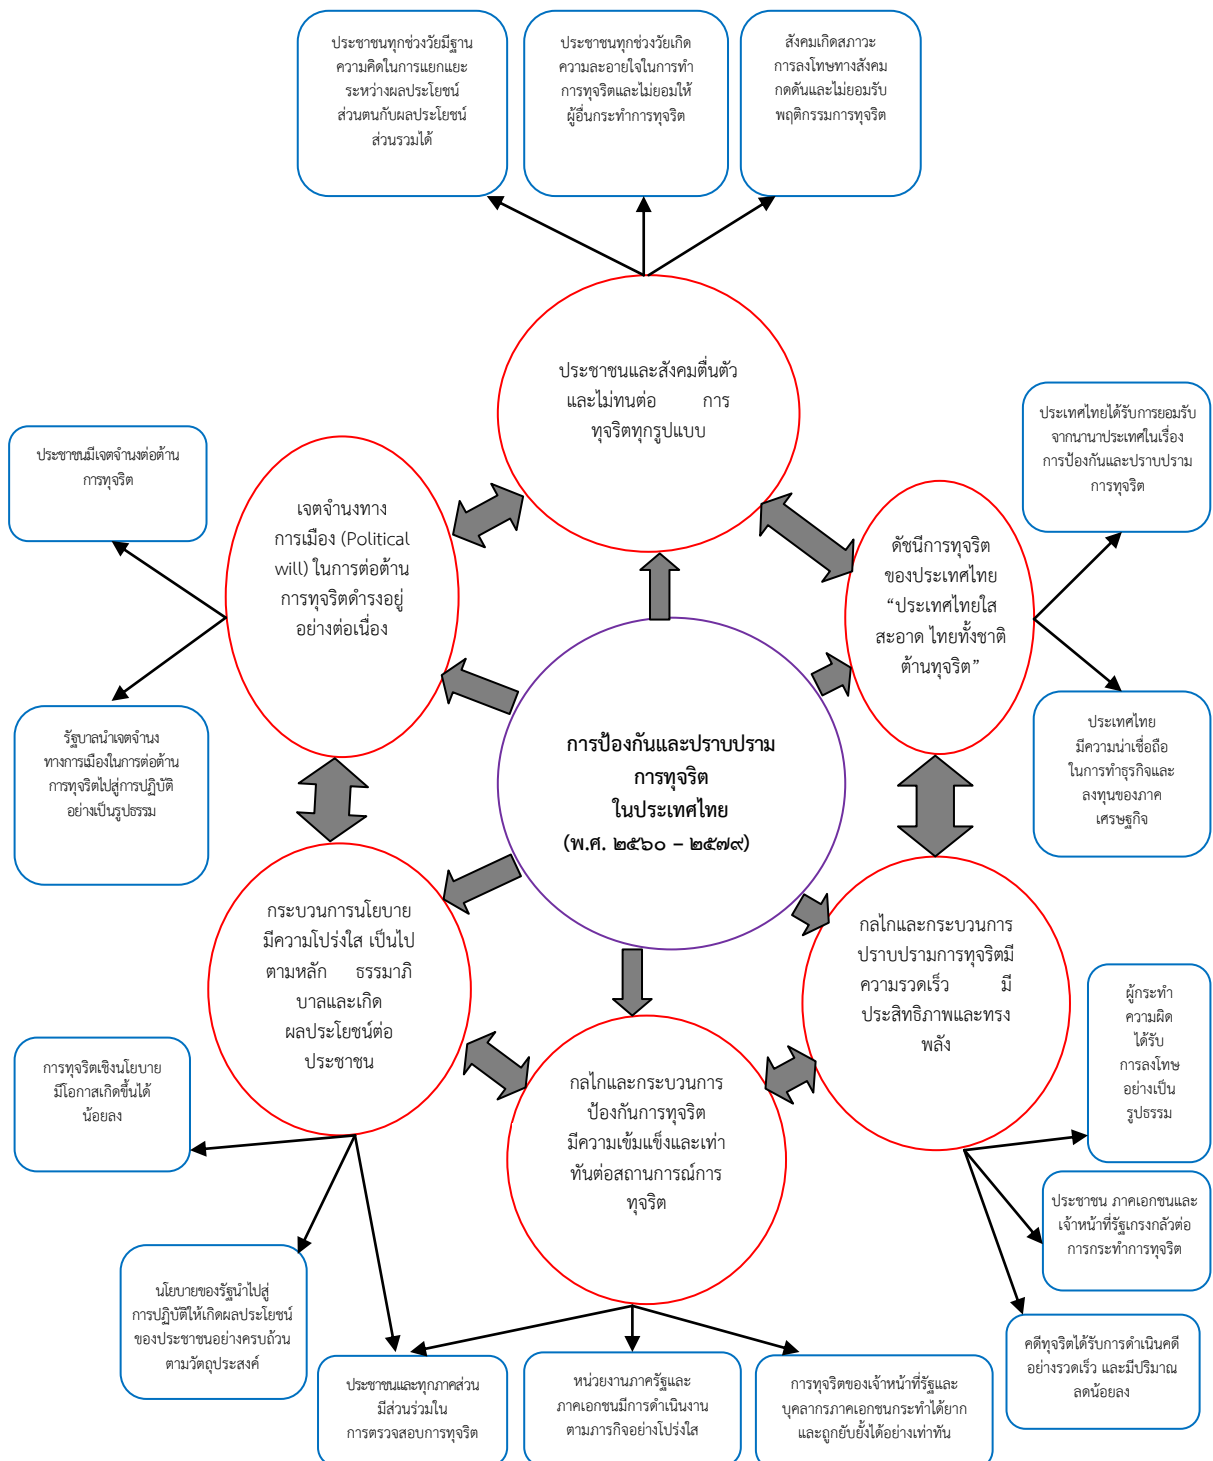 ประชาชนทุกช่วงวัยมีฐาน
ความคิดในการแยกแยะ
ระหว่างผลประโยชน์
ส่วนตนกับผลประโยชน์
ส่วนรวมได้
ประชาชนทุกช่วงวัยเกิด
ความละอายใจในการทำ
การทุจริตและไม่ยอมให้
ผู้อื่นกระทำการทุจริต
สังคมเกิดสภาวะ
การลงโทษทางสังคม
กดดันและไม่ยอมรับ
พฤติกรรมการทุจริต
ประชาชนและสังคมตื่นตัว
และไม่ทนต่อ การ
ทุจริตทุกรูปแบบ
ประชาชนมีเจตจำนงต่อต้าน
การทุจริต
เจตจำนงทาง
การเมือง (Political
will) ในการต่อต้าน
การทุจริตดำรงอยู่
อย่างต่อเนื่อง
ดัชนีการทุจริต
ของประเทศไทย
“ประเทศไทยใส
สะอาด ไทยทั้งชาติ
ต้านทุจริต”
ประเทศไทยได้รับการยอมรับ
จากนานาประเทศในเรื่อง
การป้องกันและปราบปราม
การทุจริต
รัฐบาลนำเจตจำนง
ทางการเมืองในการต่อต้าน
การทุจริตไปสู่การปฏิบัติ
อย่างเป็นรูปธรรม
การป้องกันและปราบปราม
การทุจริต
ในประเทศไทย
(พ.ศ. ๒๕๖๐ – ๒๕๗๙)
ประเทศไทย
มีความน่าเชื่อถือ
ในการทำธุรกิจและ
ลงทุนของภาค
เศรษฐกิจ
กระบวนการนโยบาย
มีความโปร่งใส เป็นไป
ตามหลัก ธรรมาภิ
บาลและเกิด
ผลประโยชน์ต่อ
ประชาชน
กลไกและกระบวนการ
ปราบปรามการทุจริตมี
ความรวดเร็ว มี
ประสิทธิภาพและทรง
พลัง
การทุจริตเชิงนโยบาย
มีโอกาสเกิดขึ้นได้
น้อยลง
กลไกและกระบวนการ
ป้องกันการทุจริต
มีความเข้มแข็งและเท่า
ทันต่อสถานการณ์การ
ทุจริต
ผู้กระทำ
ความผิด
ได้รับ
การลงโทษ
อย่างเป็น
รูปธรรม
ประชาชน ภาคเอกชนและ
เจ้าหน้าที่รัฐเกรงกลัวต่อ
การกระทำการทุจริต
นโยบายของรัฐนำไปสู่
การปฏิบัติให้เกิดผลประโยชน์
ของประชาชนอย่างครบถ้วน
ตามวัตถุประสงค์
ประชาชนและทุกภาคส่วน
มีส่วนร่วมใน
การตรวจสอบการทุจริต
หน่วยงานภาครัฐและ
ภาคเอกชนมีการดำเนินงาน
ตามภารกิจอย่างโปร่งใส
การทุจริตของเจ้าหน้าที่รัฐและ
บุคลากรภาคเอกชนกระทำได้ยาก
และถูกยับยั้งได้อย่างเท่าทัน
คดีทุจริตได้รับการดำเนินคดี
อย่างรวดเร็ว และมีปริมาณ
ลดน้อยลง